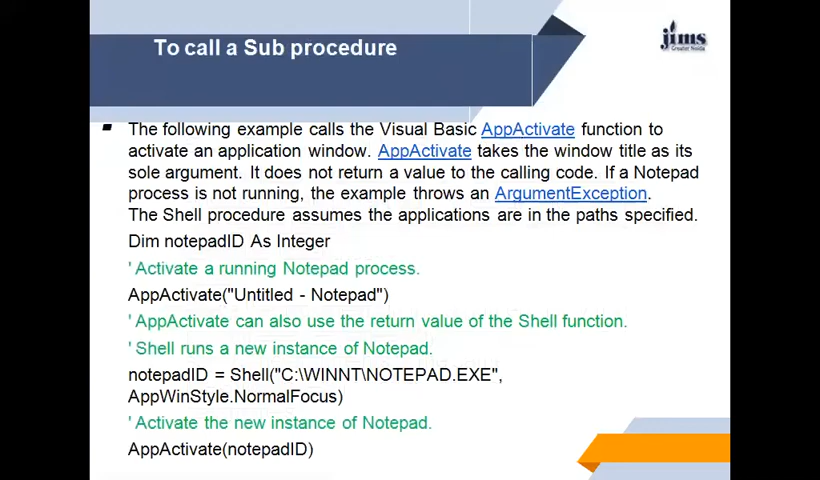 To call a Sub procedure
jims
Greater Noida
The following example calls the Visual Basic AppActivate function to
activate an application window. AppActivate takes the window title as its
sole argument. It does not return a value to the calling code. If a Notepad
process is not running, the example throws an ArgumentException.
The Shell procedure assumes the applications are in the paths specified.
Dim notepadID As Integer
' Activate a running Notepad process.
AppActivate("Untitled - Notepad")
' AppActivate can also use the return value of the Shell function.
' Shell runs a new instance of Notepad.
notepadID = Shell("C:\WINNT\NOTEPAD.EXE",
AppWinStyle.NormalFocus)
' Activate the new instance of Notepad.
AppActivate(notepadID)